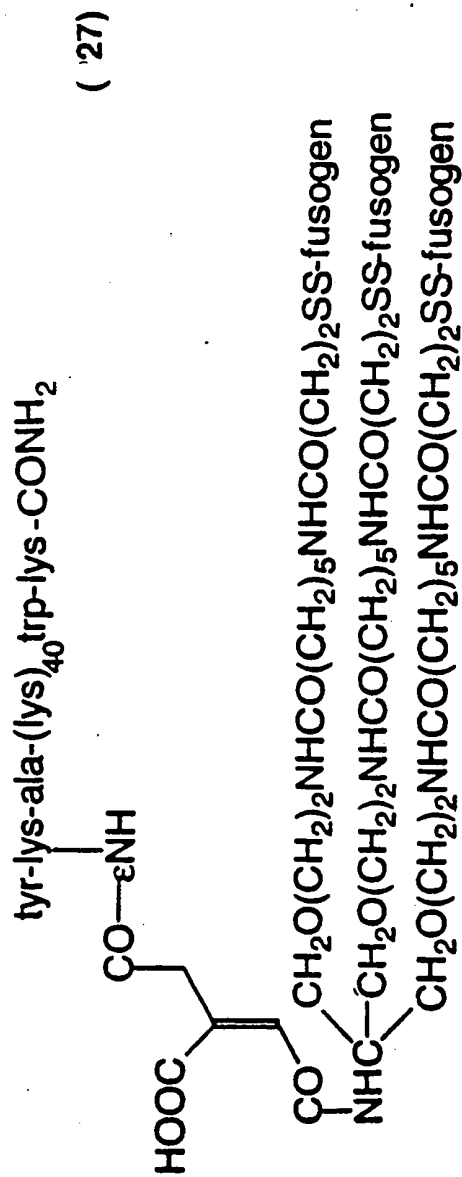 ( 27)
tyr-lys-ala-(lys)₄₀trp-lys-CONH₂
CO—εNH
HOOC
CO
NHC
CH₂O(CH₂)₂NHCO(CH₂)₅NHCO(CH₂)₂SS-fusogen
CH₂O(CH₂)₂NHCO(CH₂)₅NHCO(CH₂)₂SS-fusogen
CH₂O(CH₂)₂NHCO(CH₂)₅NHCO(CH₂)₂SS-fusogen